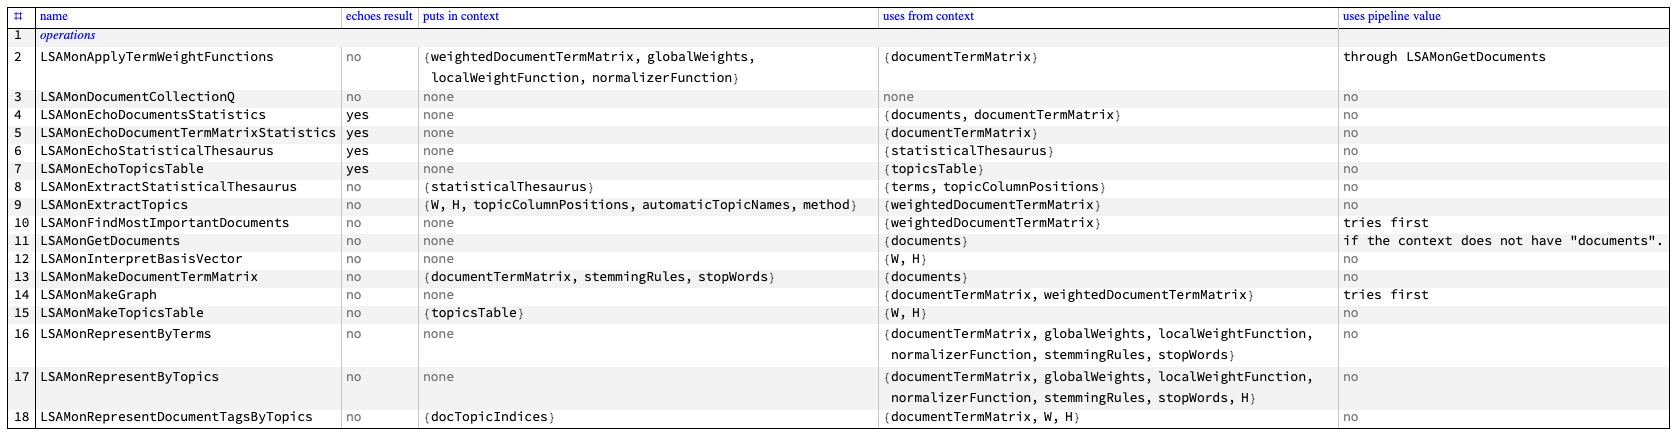 # name echoes result puts in context uses from context uses pipeline value
1 operations
2 LSAMonApplyTermWeightFunctions no {weightedDocumentTermMatrix, globalWeights, {documentTermMatrix} through LSAMonGetDocuments
localWeightFunction, normalizerFunction}
3 LSAMonDocumentCollectionQ no none none no
4 LSAMonEchoDocumentsStatistics yes none {documents, documentTermMatrix} no
5 LSAMonEchoDocumentTermMatrixStatistics yes none {documentTermMatrix} no
6 LSAMonEchoStatisticalThesaurus yes none {statisticalThesaurus} no
7 LSAMonEchoTopicsTable yes none {topicsTable} no
8 LSAMonExtractStatisticalThesaurus no {statisticalThesaurus} {terms, topicColumnPositions} no
9 LSAMonExtractTopics no {W, H, topicColumnPositions, automaticTopicNames, method} {weightedDocumentTermMatrix} no
10 LSAMonFindMostImportantDocuments no none {weightedDocumentTermMatrix} tries first
11 LSAMonGetDocuments no none {documents} if the context does not have "documents".
12 LSAMonInterpretBasisVector no none {W, H} no
13 LSAMonMakeDocumentTermMatrix no {documentTermMatrix, stemmingRules, stopWords} {documents} no
14 LSAMonMakeGraph no none {documentTermMatrix, weightedDocumentTermMatrix} tries first
15 LSAMonMakeTopicsTable no {topicsTable} {W, H} no
16 LSAMonRepresentByTerms no none {documentTermMatrix, globalWeights, localWeightFunction, no
normalizerFunction, stemmingRules, stopWords}
17 LSAMonRepresentByTopics no none {documentTermMatrix, globalWeights, localWeightFunction, no
normalizerFunction, stemmingRules, stopWords, H}
18 LSAMonRepresentDocumentTagsByTopics no {docTopicIndices} {documentTermMatrix, W, H} no